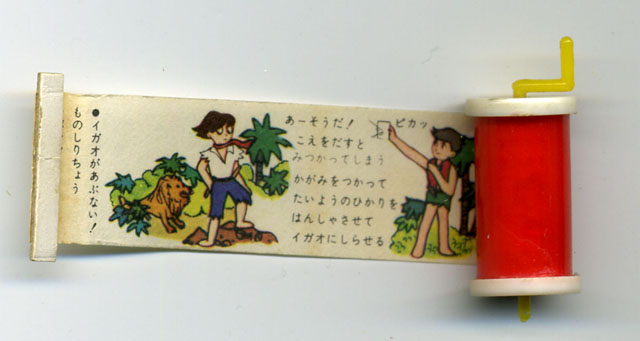 ●イガオがあぶない!
ものしりちょう
あーそうだ!
こえをだすと
みつかってしまう
かがみをつかって
たいようのひかりを
はんしゃさせて
イガオにしらせる
ピカッ